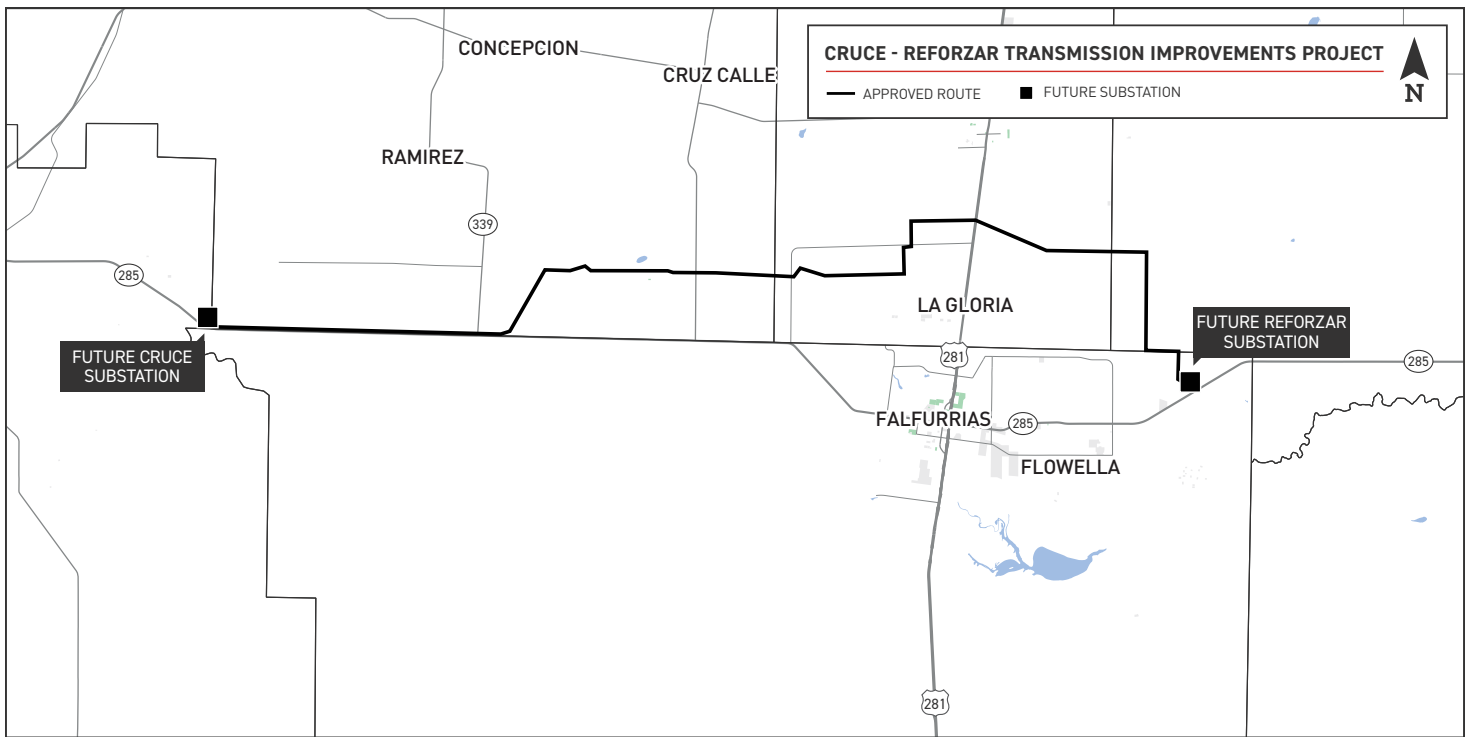 CONCEPCION
CRUZ CALLE
CRUCE - REFORZAR TRANSMISSION IMPROVEMENTS PROJECT
APPROVED ROUTE
FUTURE SUBSTATION
N
RAMIREZ
339
285
LA GLORIA
FUTURE REFORZAR
SUBSTATION
FUTURE CRUCE
SUBSTATION
281
285
FALFURRIAS
285
FLOWELLA
281